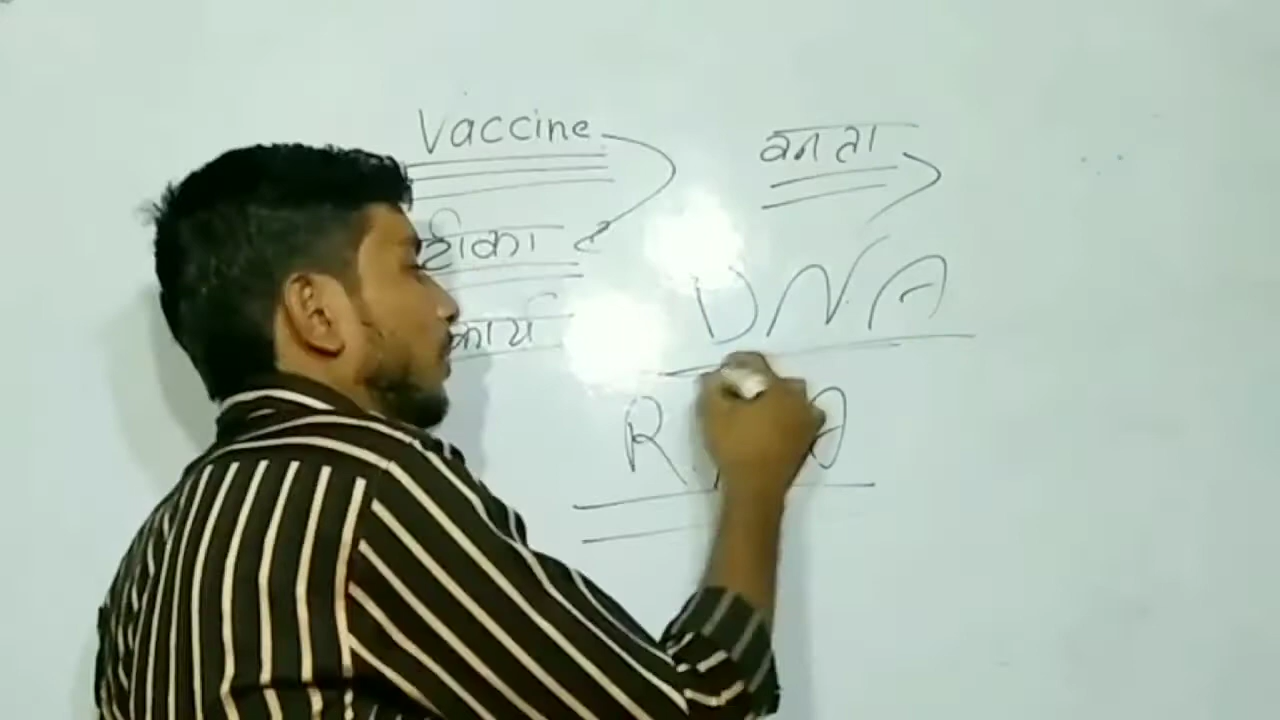 Vaccine
टीका
कार्य
बनता
DNA